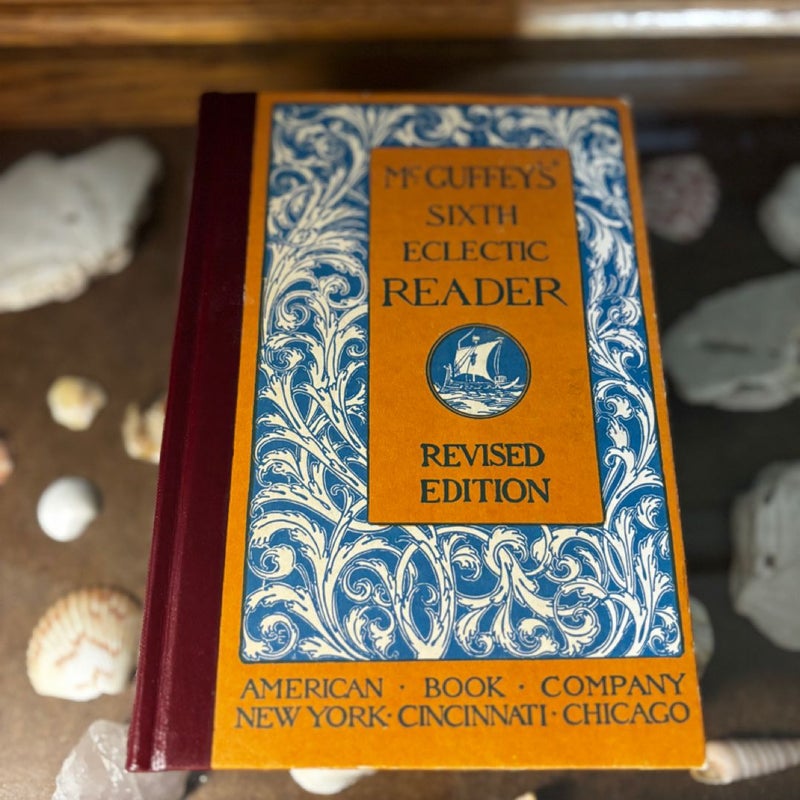 McGUFFEY'S
SIXTH
ECLECTIC
READER
REVISED
EDITION
AMERICAN · BOOK · COMPANY
NEW YORK · CINCINNATI · CHICAGO